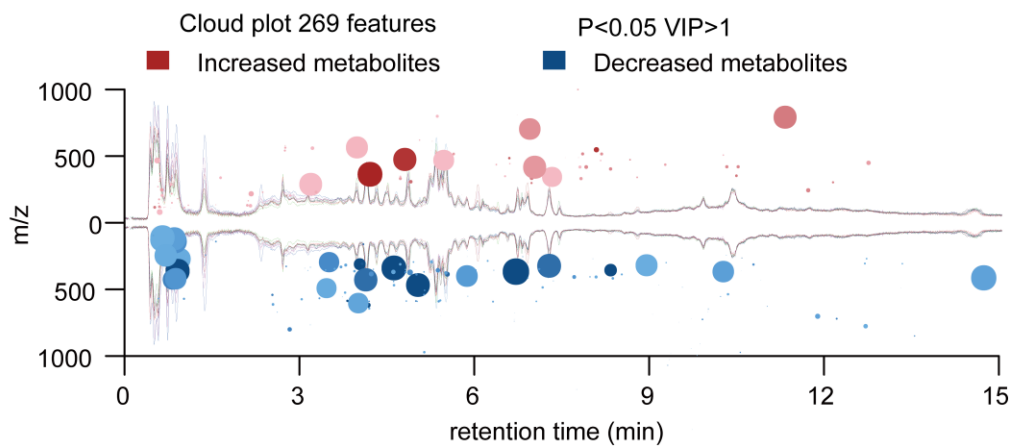 Cloud plot 269 features
P<0.05 VIP>1
Increased metabolites
Decreased metabolites
1000
500
0
500
1000
m/z
0
3
6
9
12
15
retention time (min)